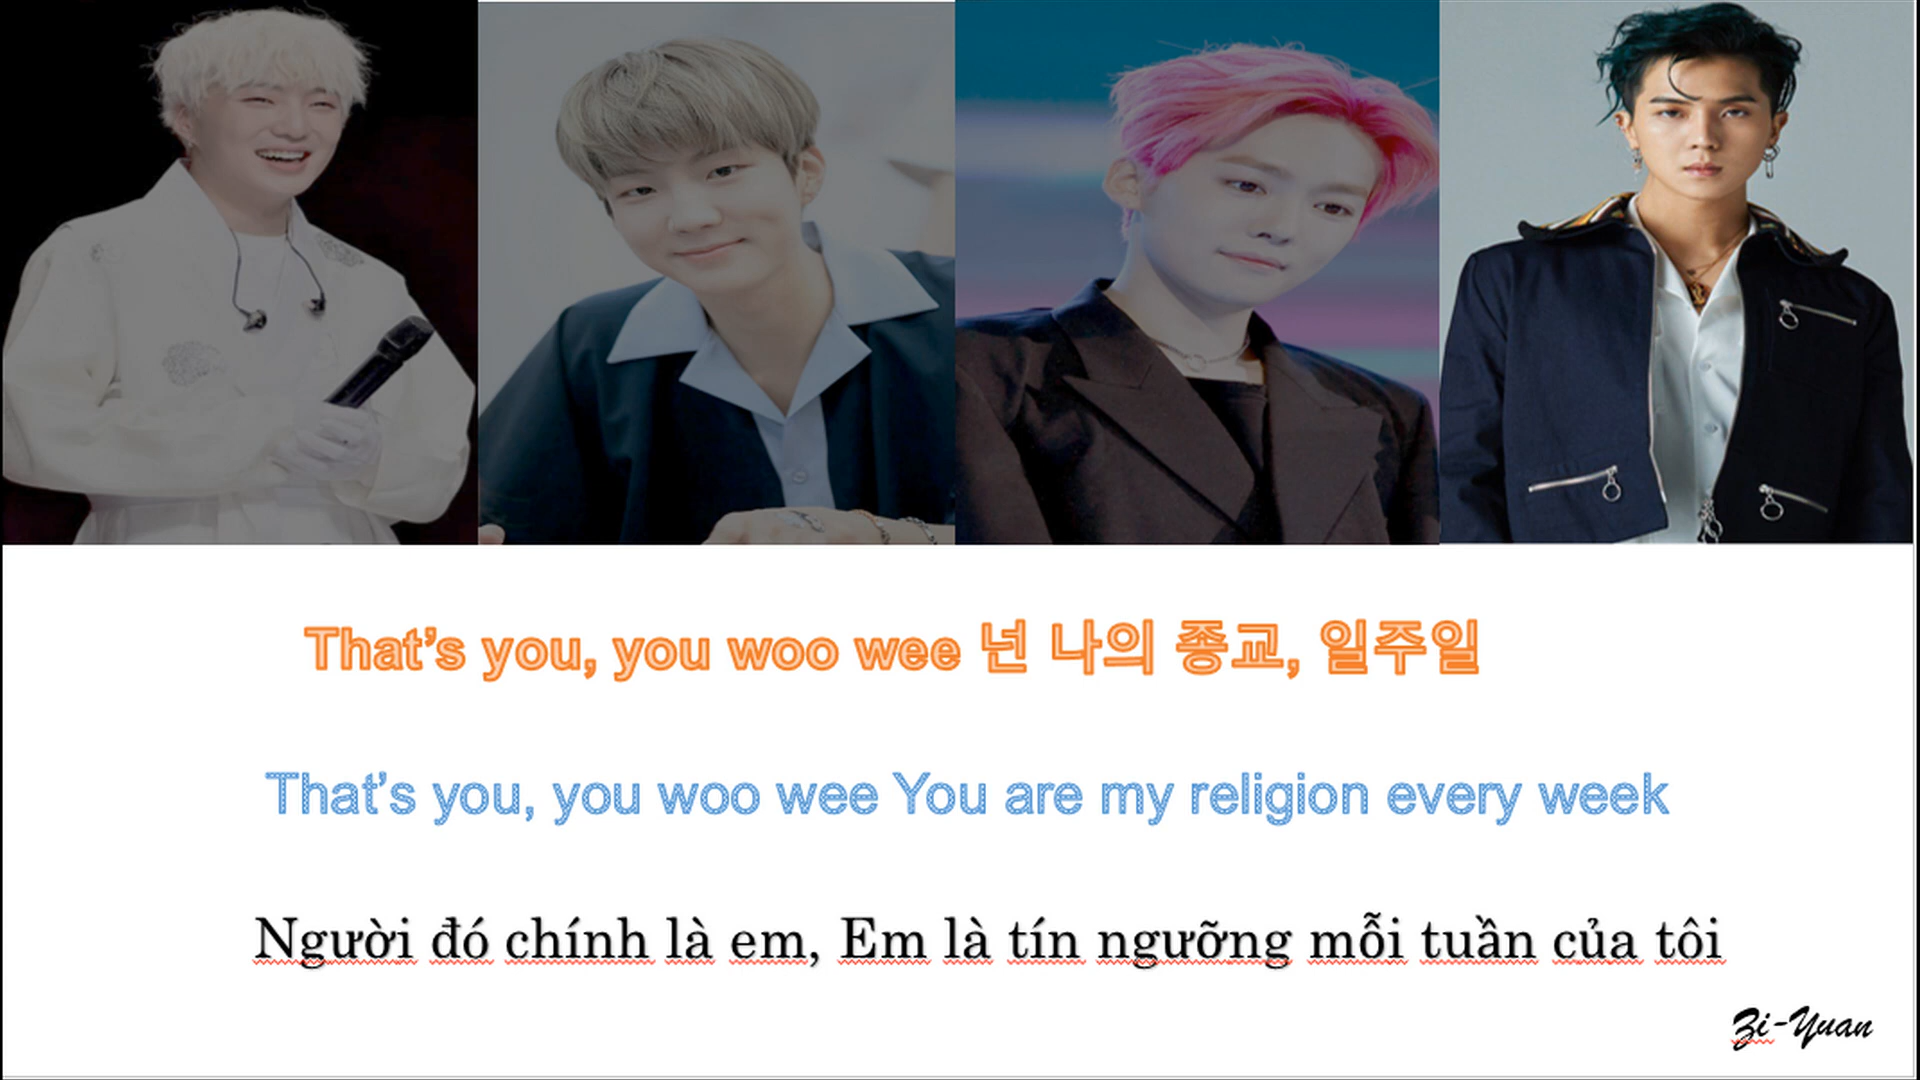 That’s you, you woo wee 넌 나의 종교, 일주일
That’s you, you woo wee You are my religion every week
Người đó chính là em, Em là tín ngưỡng mỗi tuần của tôi
Zi-Yuan